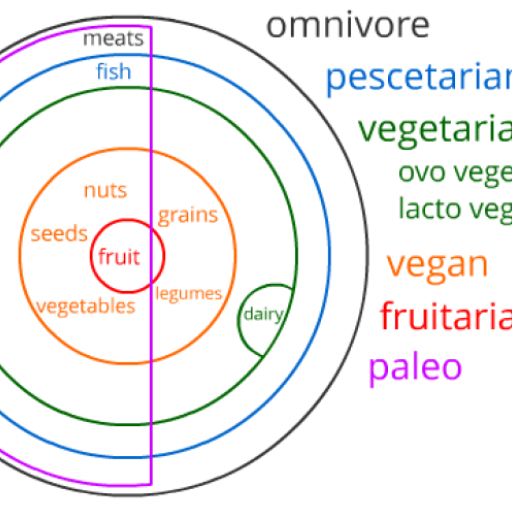 omnivore
meats
pescetarian
fish
vegetaria
ovo vege
lacto veg
nuts
grains
seeds
fruit
vegan
legumes
vegetables
dairy
fruitaria
paleo